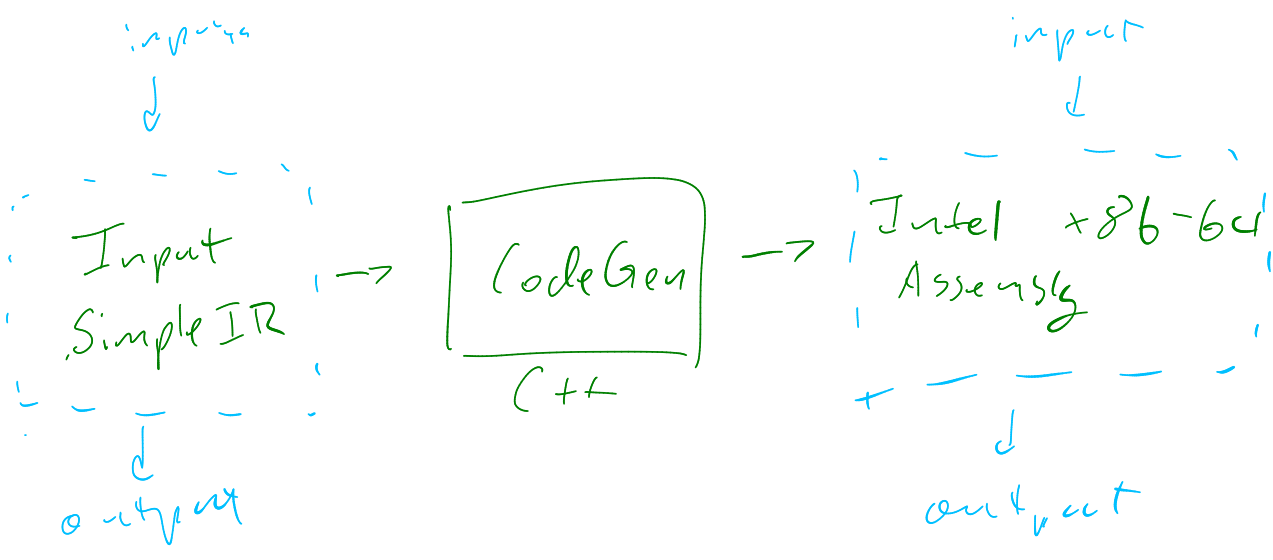 input
input
Input
SimpleIR
CodeGen
C++
Intel x86-64
Assembly
output
output